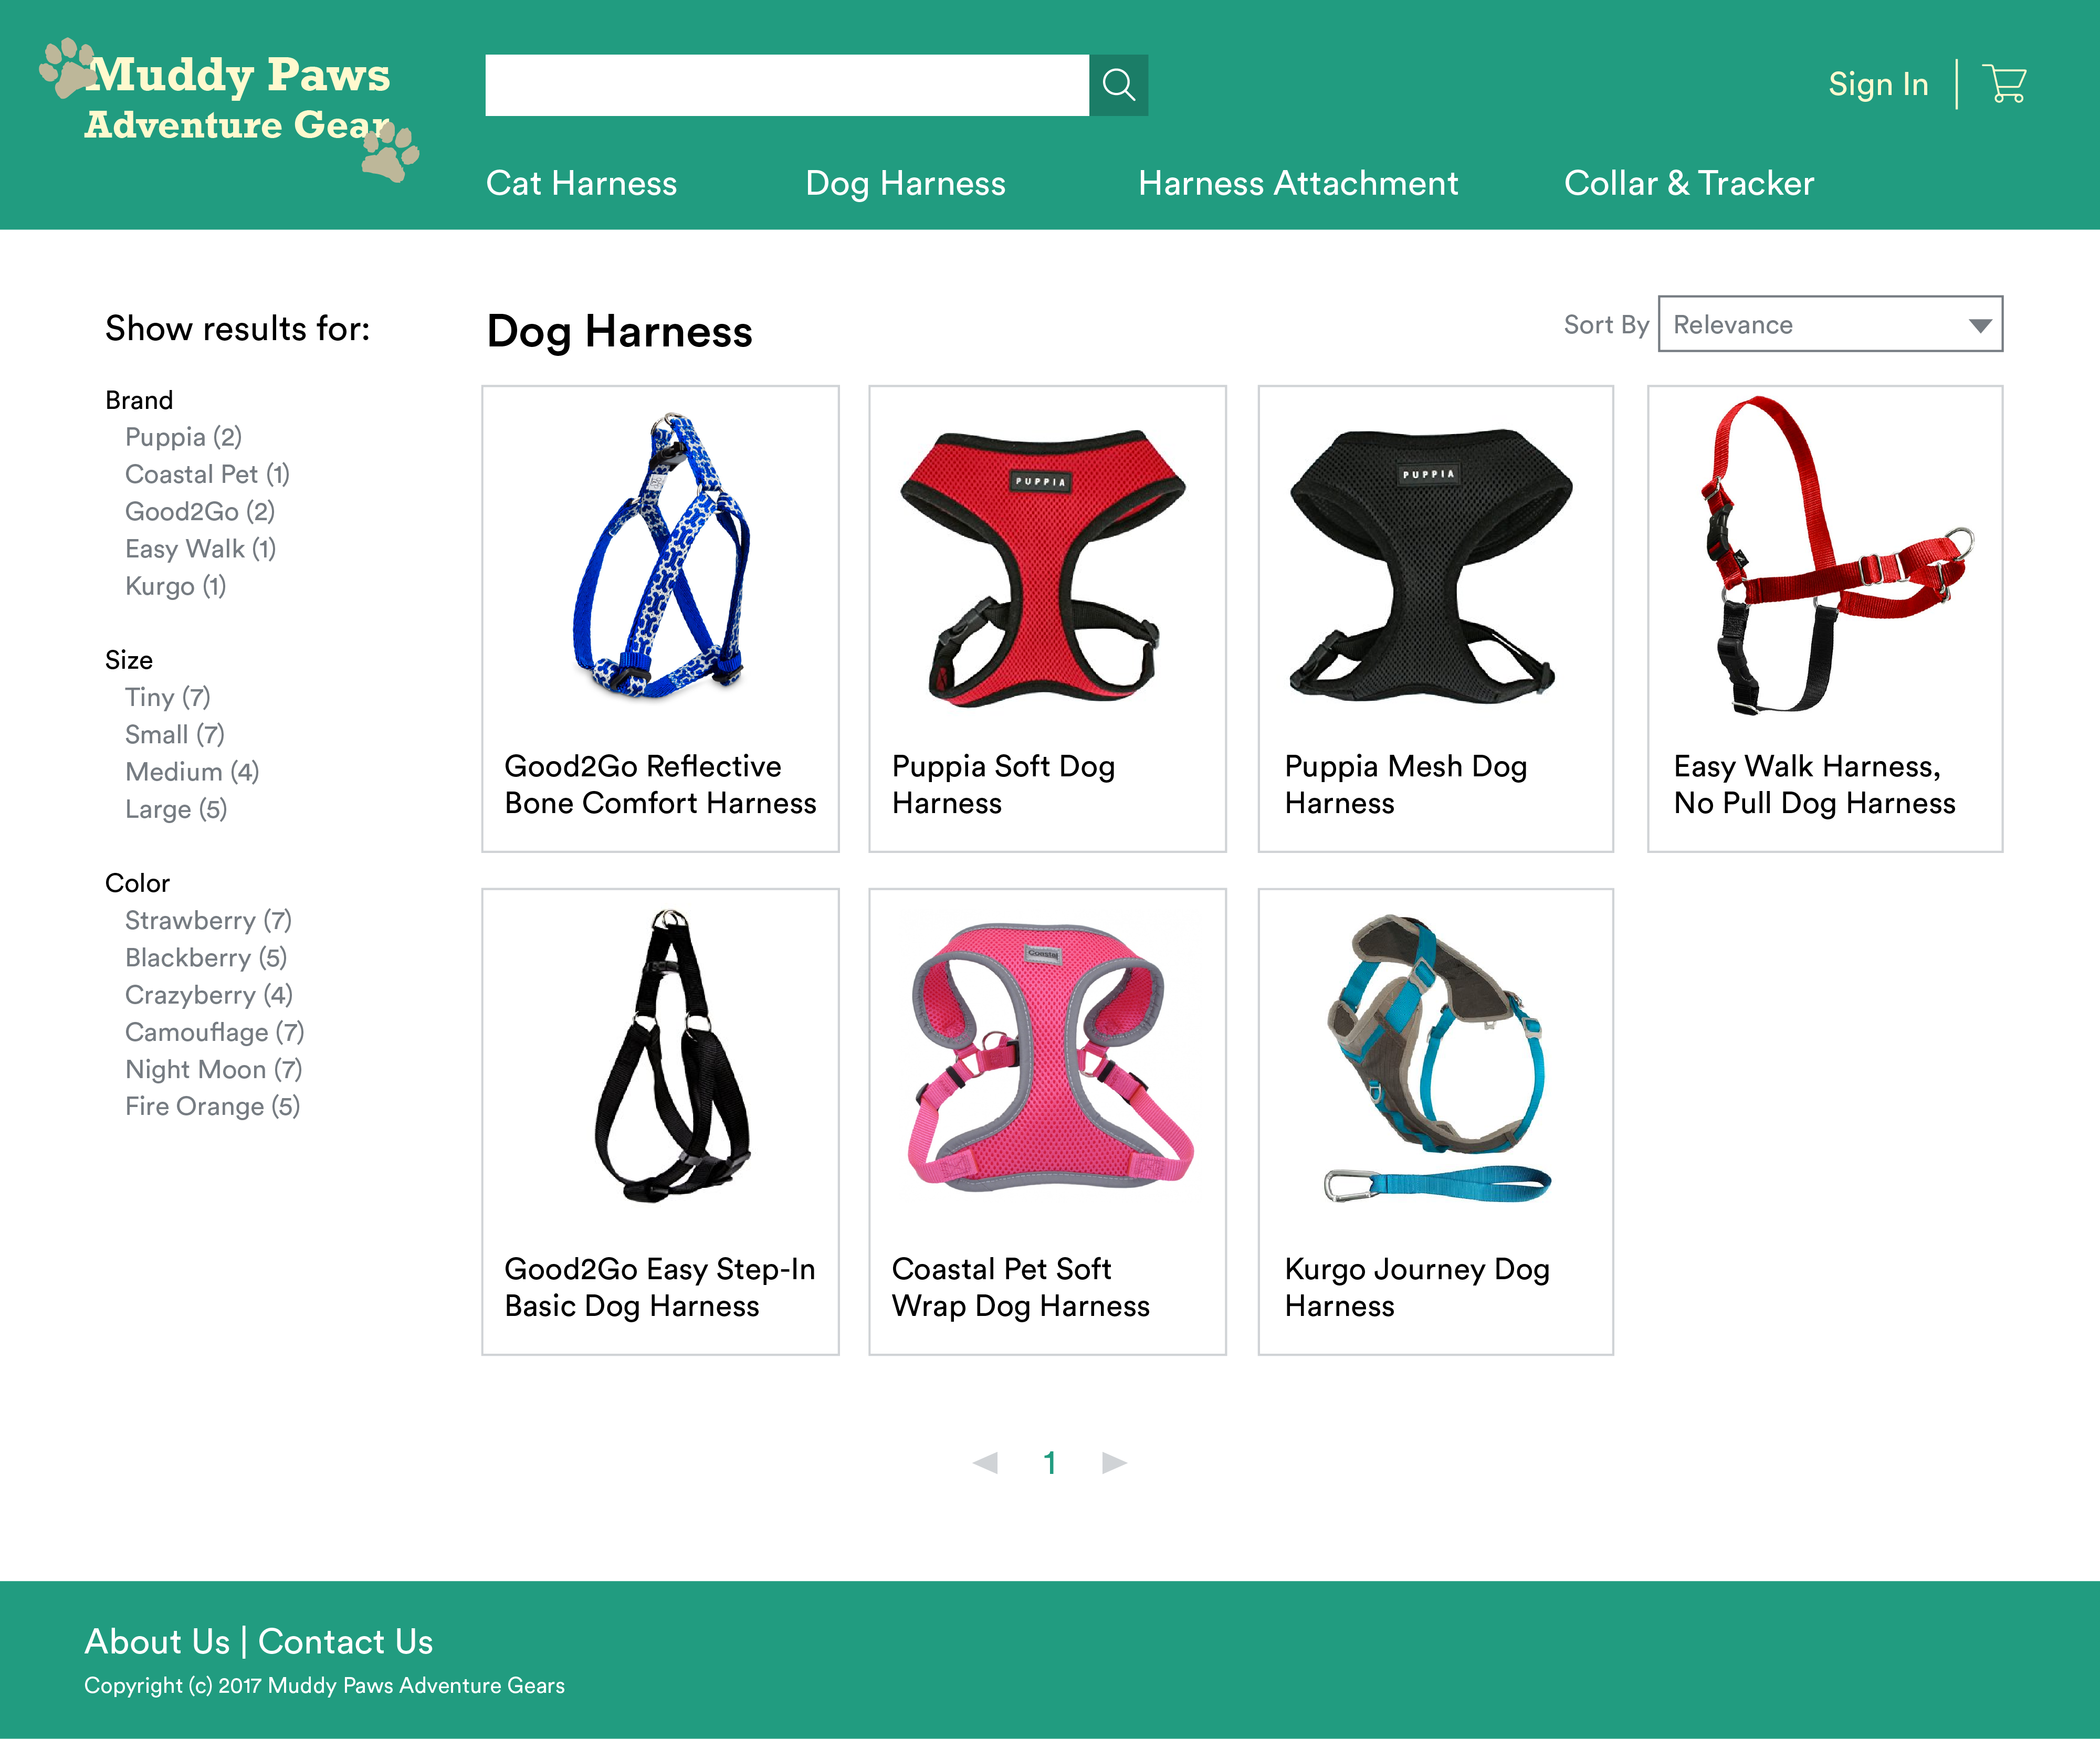 Muddy Paws
Adventure Gear
Sign In
Cat Harness
Dog Harness
Harness Attachment
Collar & Tracker
Show results for:
Brand
Puppia (2)
Coastal Pet (1)
Good2Go (2)
Easy Walk (1)
Kurgo (1)
Size
Tiny (7)
Small (7)
Medium (4)
Large (5)
Color
Strawberry (7)
Blackberry (5)
Crazyberry (4)
Camouflage (7)
Night Moon (7)
Fire Orange (5)
Dog Harness
Sort By
Relevance
Good2Go Reflective
Bone Comfort Harness
PUPPIA
Puppia Soft Dog
Harness
PUPPIA
Puppia Mesh Dog
Harness
Easy Walk Harness,
No Pull Dog Harness
Good2Go Easy Step-In
Basic Dog Harness
Coastal
Coastal Pet Soft
Wrap Dog Harness
Kurgo Journey Dog
Harness
1
About Us | Contact Us
Copyright (c) 2017 Muddy Paws Adventure Gears